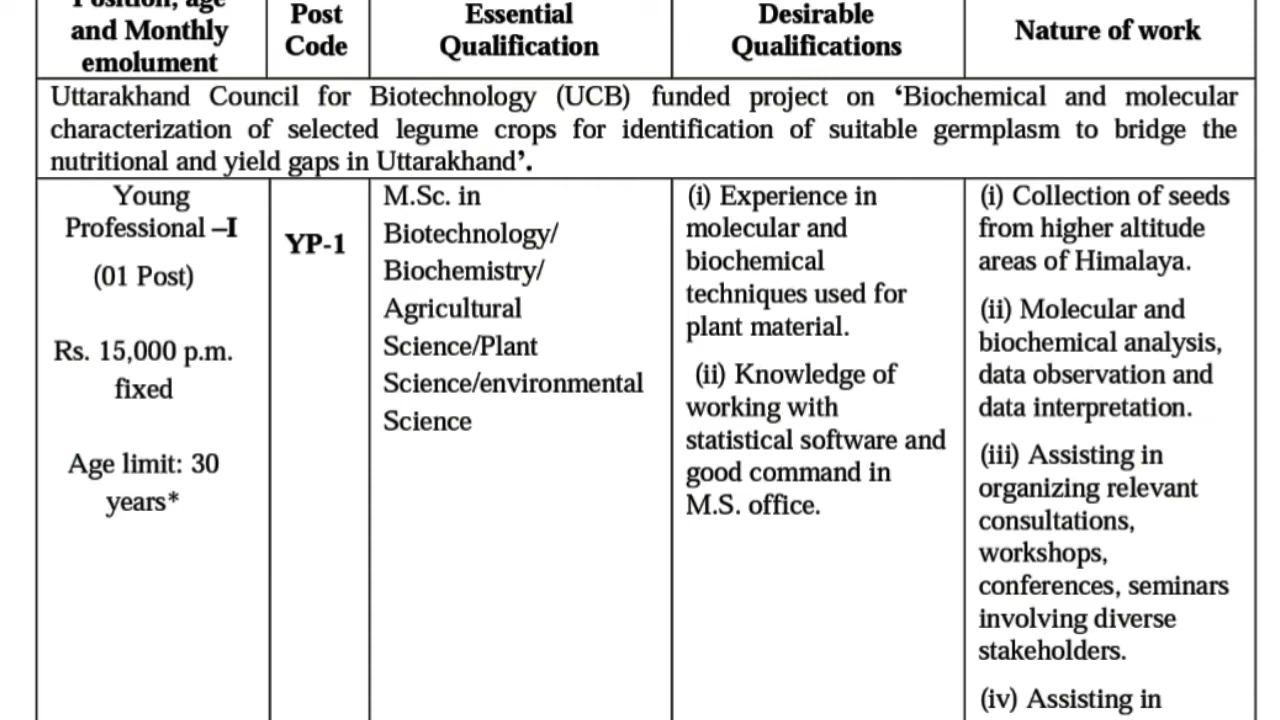 Position, age
and Monthly
emolument
Post
Code
Essential
Qualification
Desirable
Qualifications
Nature of work
Uttarakhand Council for Biotechnology (UCB) funded project on ‘Biochemical and molecular
characterization of selected legume crops for identification of suitable germplasm to bridge the
nutritional and yield gaps in Uttarakhand’.
Young
Professional –I
(01 Post)
Rs. 15,000 p.m.
fixed
Age limit: 30
years*
YP-1
M.Sc. in
Biotechnology/
Biochemistry/
Agricultural
Science/Plant
Science/environmental
Science
(i) Experience in
molecular and
biochemical
techniques used for
plant material.
(ii) Knowledge of
working with
statistical software and
good command in
M.S. office.
(i) Collection of seeds
from higher altitude
areas of Himalaya.
(ii) Molecular and
biochemical analysis,
data observation and
data interpretation.
(iii) Assisting in
organizing relevant
consultations,
workshops,
conferences, seminars
involving diverse
stakeholders.
(iv) Assisting in